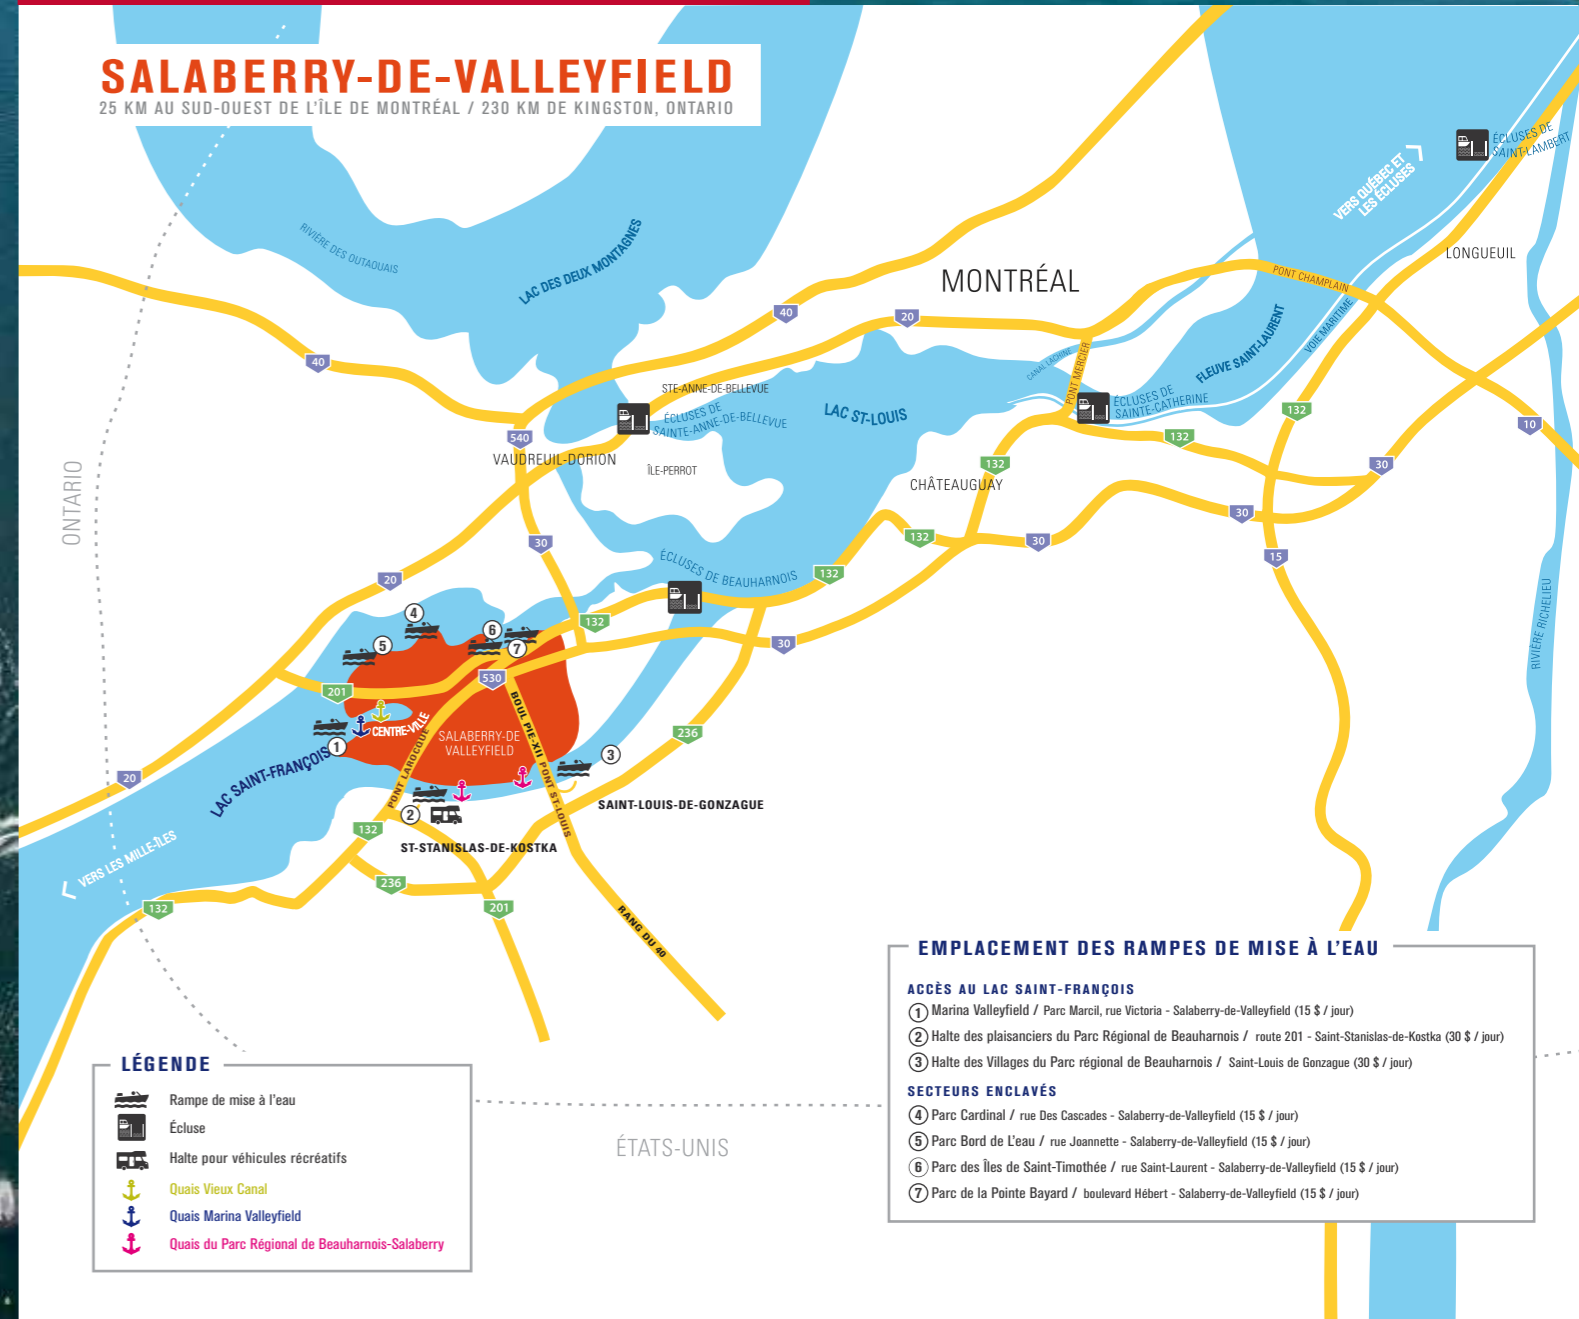 SALABERRY-DE-VALLEYFIELD
25 KM AU SUD-OUEST DE L'ÎLE DE MONTRÉAL / 230 KM DE KINGSTON, ONTARIO
ÉCLUSES DE
SAINT-LAMBERT
VERS QUÉBEC ET
LES ÉCLUSES
RIVIÈRE DES OUTAOUAIS
LAC DES DEUX MONTAGNES
LONGUEUIL
MONTRÉAL
PONT CHAMPLAIN
40
20
VOIE MARITIME
FLEUVE SAINT-LAURENT
40
CANAL LACHINE
PONT MERCIER
STE-ANNE-DE-BELLEVUE
ÉCLUSES DE
SAINTE-ANNE-DE-BELLEVUE
LAC ST-LOUIS
ÉCLUSES DE
SAINTE-CATHERINE
132
10
540
132
VAUDREUIL-DORION
ÎLE-PERROT
132
30
CHÂTEAUGUAY
ONTARIO
30
30
132
30
15
ÉCLUSES DE BEAUHARNOIS
132
20
RIVIÈRE RICHELIEU
4
132
6
5
7
30
530
201
BOUL PIE-XII
CENTRE-VILLE
SALABERRY-DE
VALLEYFIELD
236
1
PONT LAROCQUE
3
LAC SAINT-FRANÇOIS
20
PONT ST-LOUIS
2
SAINT-LOUIS-DE-GONZAGUE
132
ST-STANISLAS-DE-KOSTKA
VERS LES MILLE-ÎLES
236
132
201
RANG DU 40
EMPLACEMENT DES RAMPES DE MISE À L'EAU
ACCÈS AU LAC SAINT-FRANÇOIS
1 Marina Valleyfield / Parc Marcil, rue Victoria - Salaberry-de-Valleyfield (15 $ / jour)
2 Halte des plaisanciers du Parc Régional de Beauharnois / route 201 - Saint-Stanislas-de-Kostka (30 $ / jour)
3 Halte des Villages du Parc régional de Beauharnois / Saint-Louis de Gonzague (30 $ / jour)
SECTEURS ENCLAVÉS
4 Parc Cardinal / rue Des Cascades - Salaberry-de-Valleyfield (15 $ / jour)
5 Parc Bord de L'eau / rue Joannette - Salaberry-de-Valleyfield (15 $ / jour)
6 Parc des Îles de Saint-Timothée / rue Saint-Laurent - Salaberry-de-Valleyfield (15 $ / jour)
7 Parc de la Pointe Bayard / boulevard Hébert - Salaberry-de-Valleyfield (15 $ / jour)
LÉGENDE
Rampe de mise à l'eau
Écluse
Halte pour véhicules récréatifs
Quais Vieux Canal
Quais Marina Valleyfield
Quais du Parc Régional de Beauharnois-Salaberry
ÉTATS-UNIS